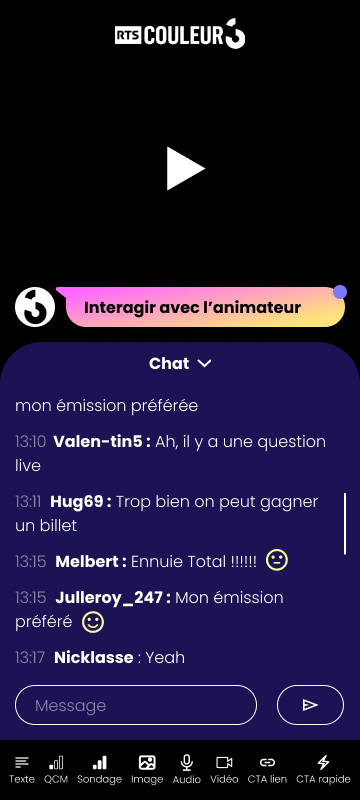 RTS COULEUR3
Interagir avec l’animateur
Chat
mon émission préférée
13:10 Valen-tin5 : Ah, il y a une question
live
13:11 Hug69 : Trop bien on peut gagner
un billet
13:15 Melbert : Ennuie Total !!!!!!
13:15 Julleroy_247 : Mon émission
préféré
13:17 Nicklasse : Yeah
Message
Texte QCM Sondage Image Audio Vidéo CTA lien CTA rapide